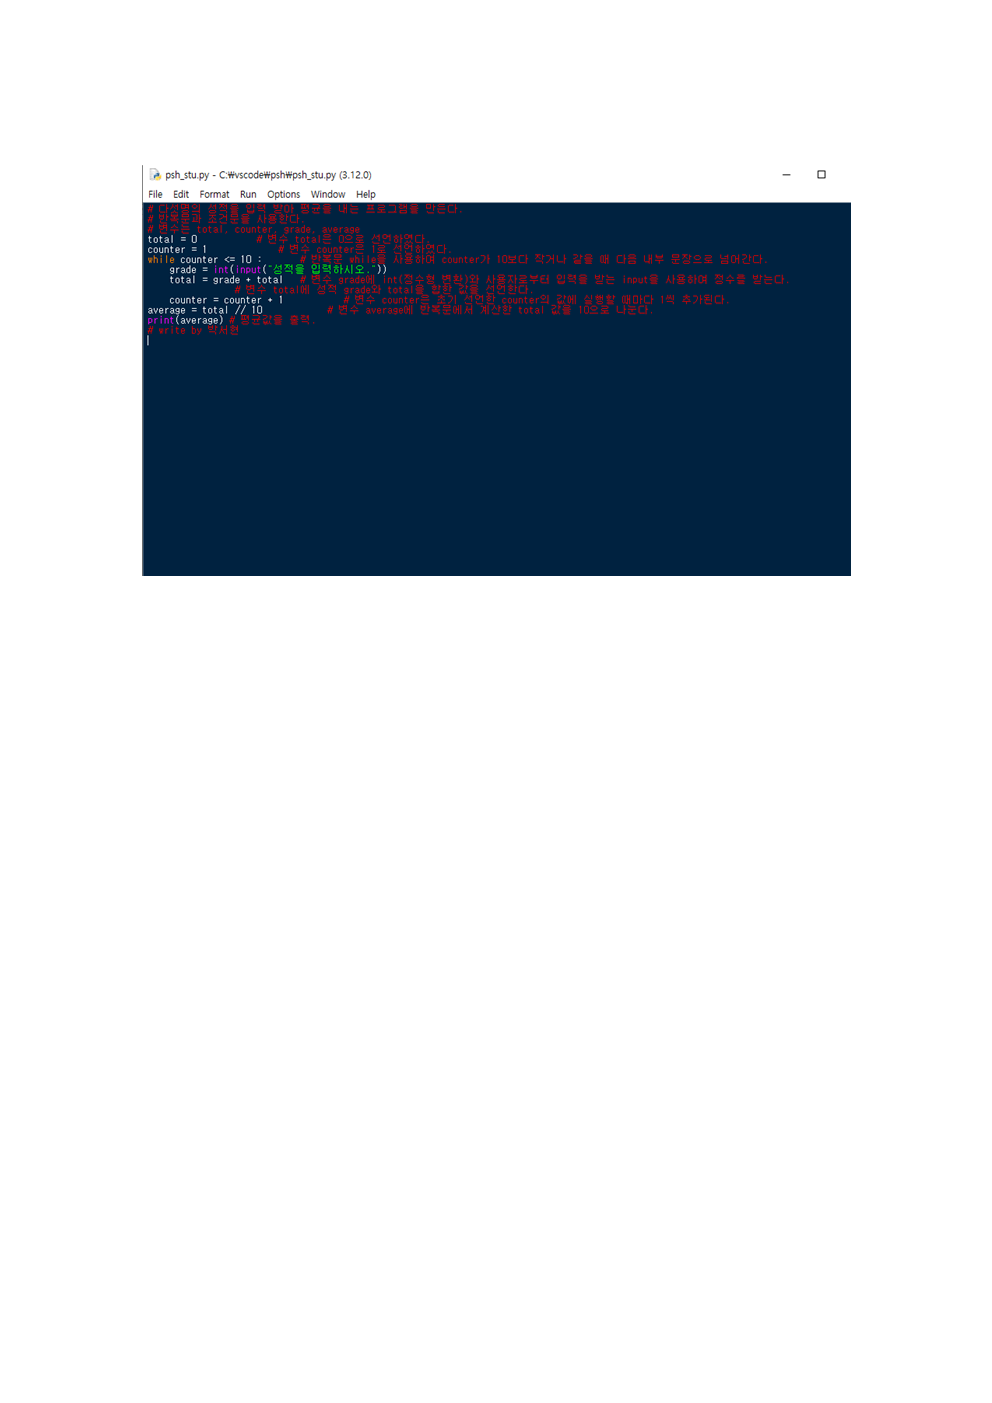 psh_stu.py - C:₩vscode₩psh₩psh_stu.py (3.12.0)
File Edit Format Run Options Window Help
# 다섯명의 성적을 입력 받아 평균을 내는 프로그램을 만든다.
# 반복문과 조건문을 사용한다.
# 변수는 total, counter, grade, average
total = 0 # 변수 total은 0으로 선언하였다.
counter = 1 # 변수 counter는 1로 선언하였다.
while counter <= 10 : # 반복문 while을 사용하여 counter가 10보다 작거나 같을 때 다음 내부 문장으로 넘어간다.
grade = int(input("성적을 입력하시오."))
total = grade + total # 변수 grade에 int(정수형 변환)와 사용자로부터 입력을 받는 input을 사용하여 정수를 받는다.
# 변수 total에 성적 grade와 total을 합한 값을 선언한다.
counter = counter + 1 # 변수 counter은 초기 선언한 counter의 값에 실행할 때마다 1씩 추가된다.
average = total // 10 # 변수 average에 반복문에서 계산한 total 값을 10으로 나눈다.
print(average) # 평균값을 출력.
# write by 박서현